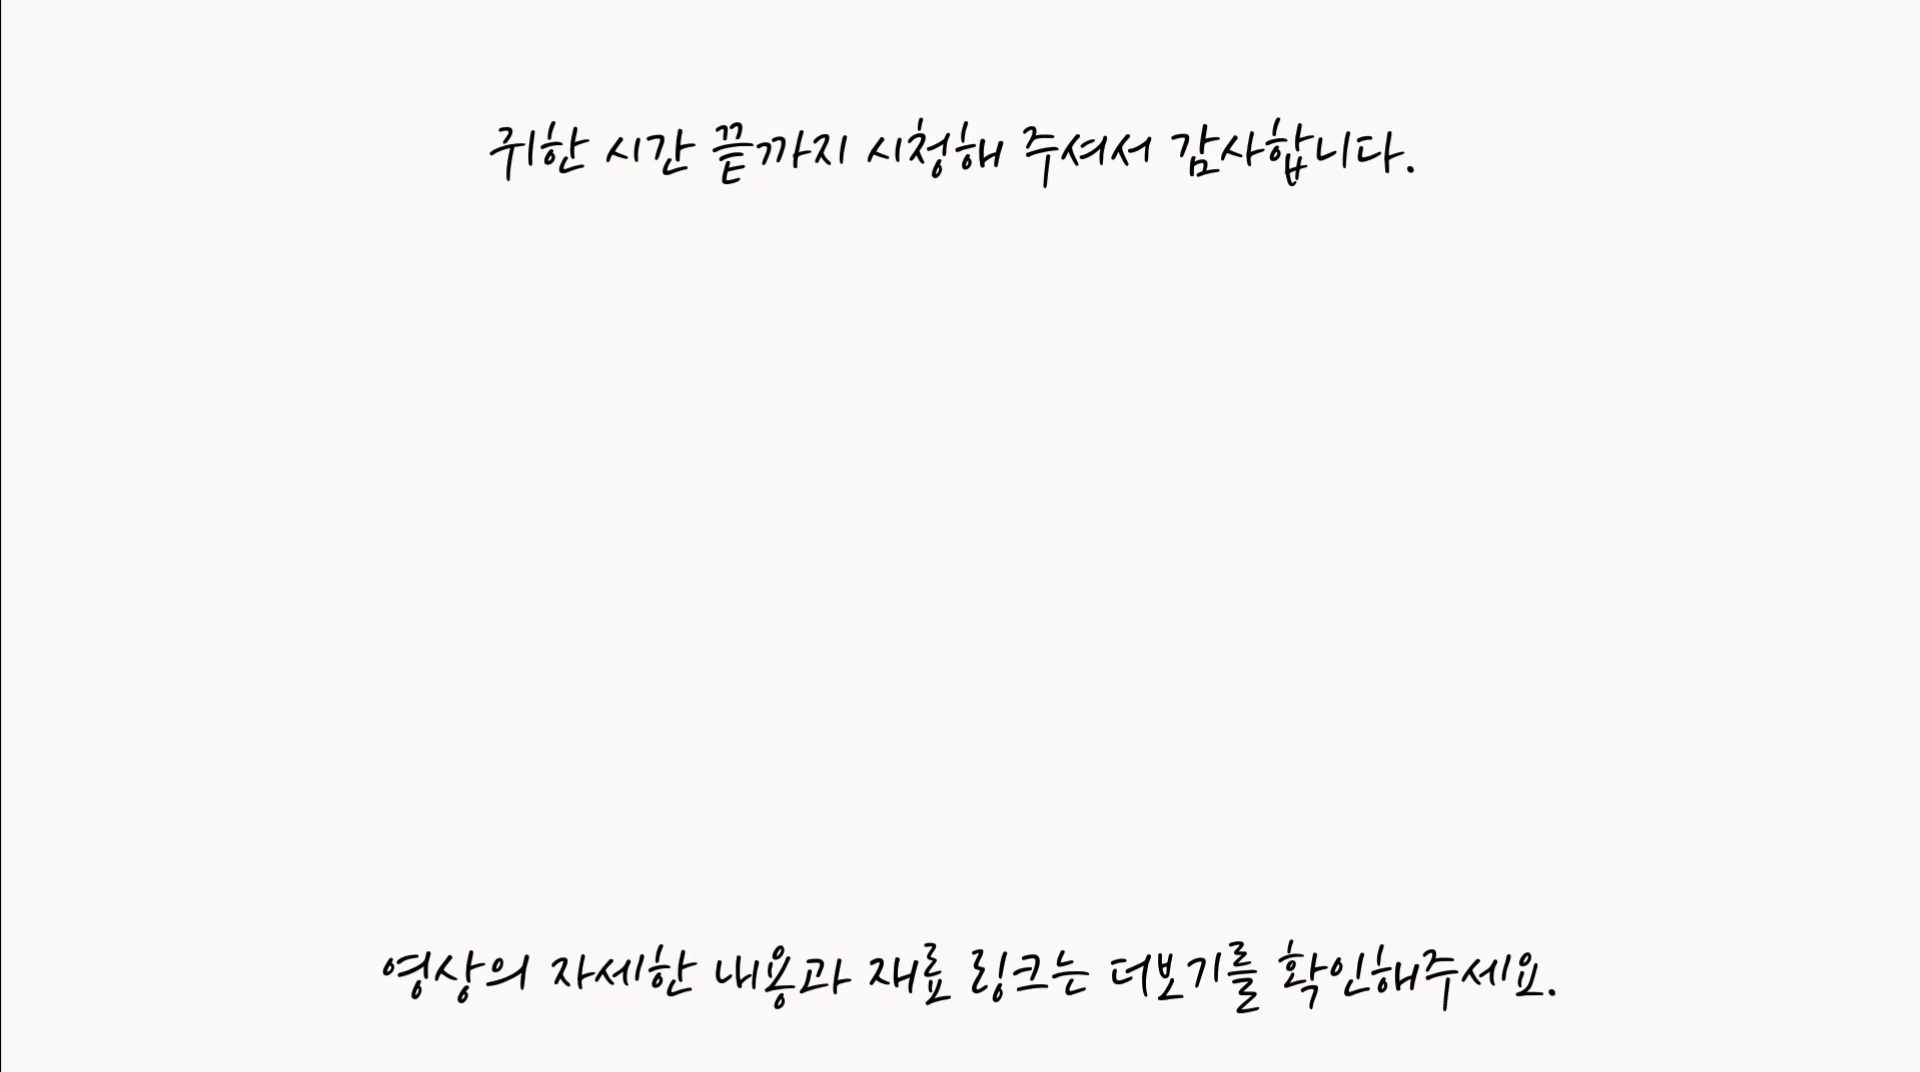 귀한 시간 끝까지 시청해 주셔서 감사합니다.
영상의 자세한 내용과 재료 링크는 더보기를 확인해주세요.